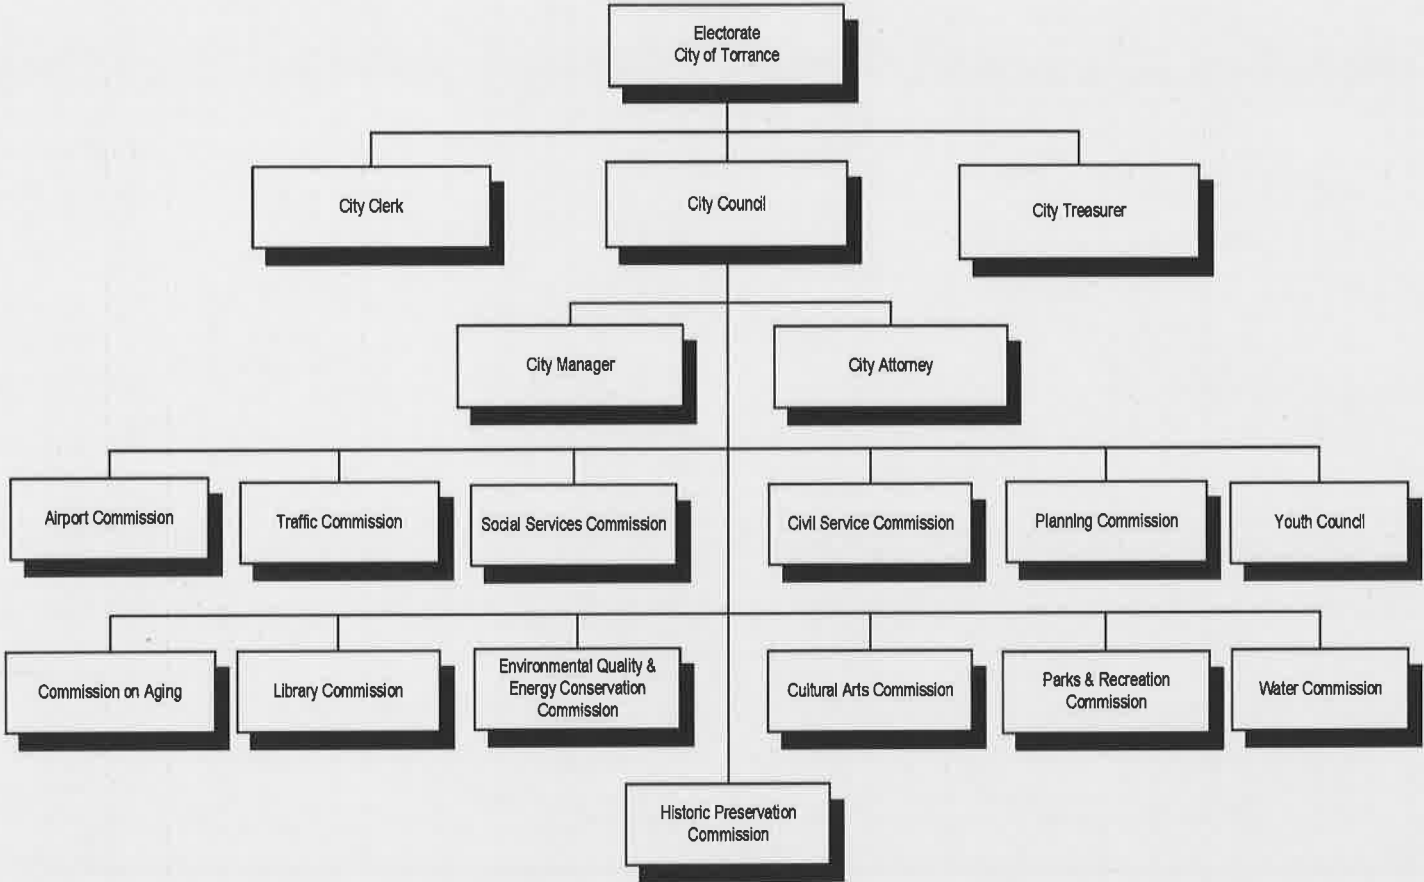 Electorate
City of Torrance
City Clerk
City Council
City Treasurer
City Manager
City Attorney
Airport Commission
Traffic Commission
Social Services Commission
Civil Service Commission
Planning Commission
Youth Council
Commission on Aging
Library Commission
Environmental Quality &
Energy Conservation
Commission
Cultural Arts Commission
Parks & Recreation
Commission
Water Commission
Historic Preservation
Commission